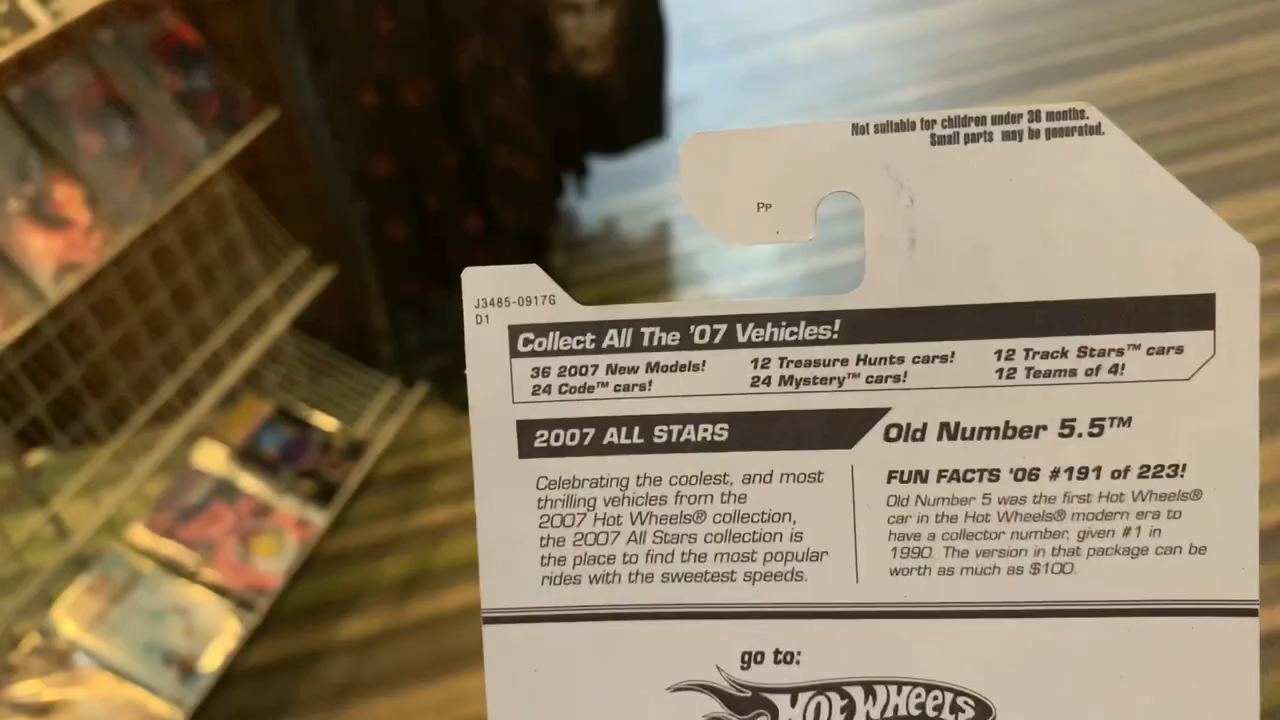 Not suitable for children under 36 months.
Small parts may be generated.
PP
J3485-0917G
D1
Collect All The '07 Vehicles!
36 2007 New Models!
24 Code™ cars!
12 Treasure Hunts cars!
24 Mystery™ cars!
12 Track Stars™ cars
12 Teams of 4!
2007 ALL STARS
Celebrating the coolest, and most
thrilling vehicles from the
2007 Hot Wheels® collection,
the 2007 All Stars collection is
the place to find the most popular
rides with the sweetest speeds.
Old Number 5.5™
FUN FACTS '06 #191 of 223!
Old Number 5 was the first Hot Wheels®
car in the Hot Wheels® modern era to
have a collector number, given #1 in
1990. The version in that package can be
worth as much as $100.
go to:
HOT WHEELS